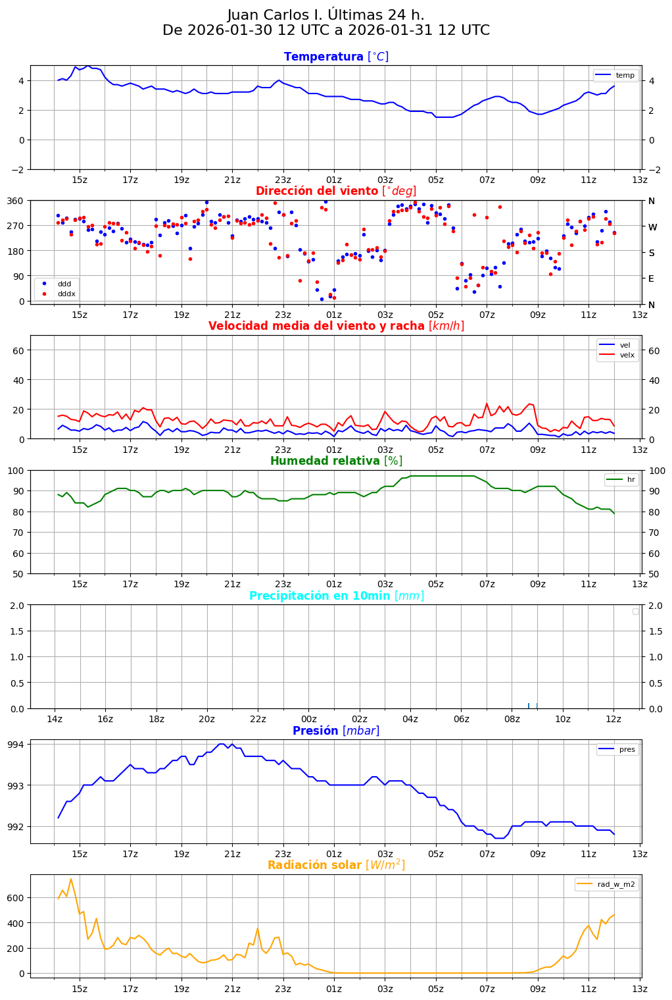 Juan Carlos I. Últimas 24 h.
De 2026-01-30 12 UTC a 2026-01-31 12 UTC
Temperatura [°C]
4 temp 4
2 2
0 0
−2 −2
15z 17z 19z 21z 23z 01z 03z 05z 07z 09z 11z 13z
Dirección del viento [°deg]
360 N
270 W
180 S
90 E
0 N
ddd
dddx
15z 17z 19z 21z 23z 01z 03z 05z 07z 09z 11z 13z
Velocidad media del viento y racha [km/h]
60 vel 60
velx
40 40
20 20
0 0
15z 17z 19z 21z 23z 01z 03z 05z 07z 09z 11z 13z
Humedad relativa [%]
100 100
hr
90 90
80 80
70 70
60 60
50 50
15z 17z 19z 21z 23z 01z 03z 05z 07z 09z 11z 13z
Precipitación en 10min [mm]
2.0 2.0
1.5 1.5
1.0 1.0
0.5 0.5
0.0 0.0
14z 16z 18z 20z 22z 00z 02z 04z 06z 08z 10z 12z
Presión [mbar]
994 pres
993
992
15z 17z 19z 21z 23z 01z 03z 05z 07z 09z 11z 13z
Radiación solar [W/m²]
rad_w_m2
600
400
200
0
15z 17z 19z 21z 23z 01z 03z 05z 07z 09z 11z 13z